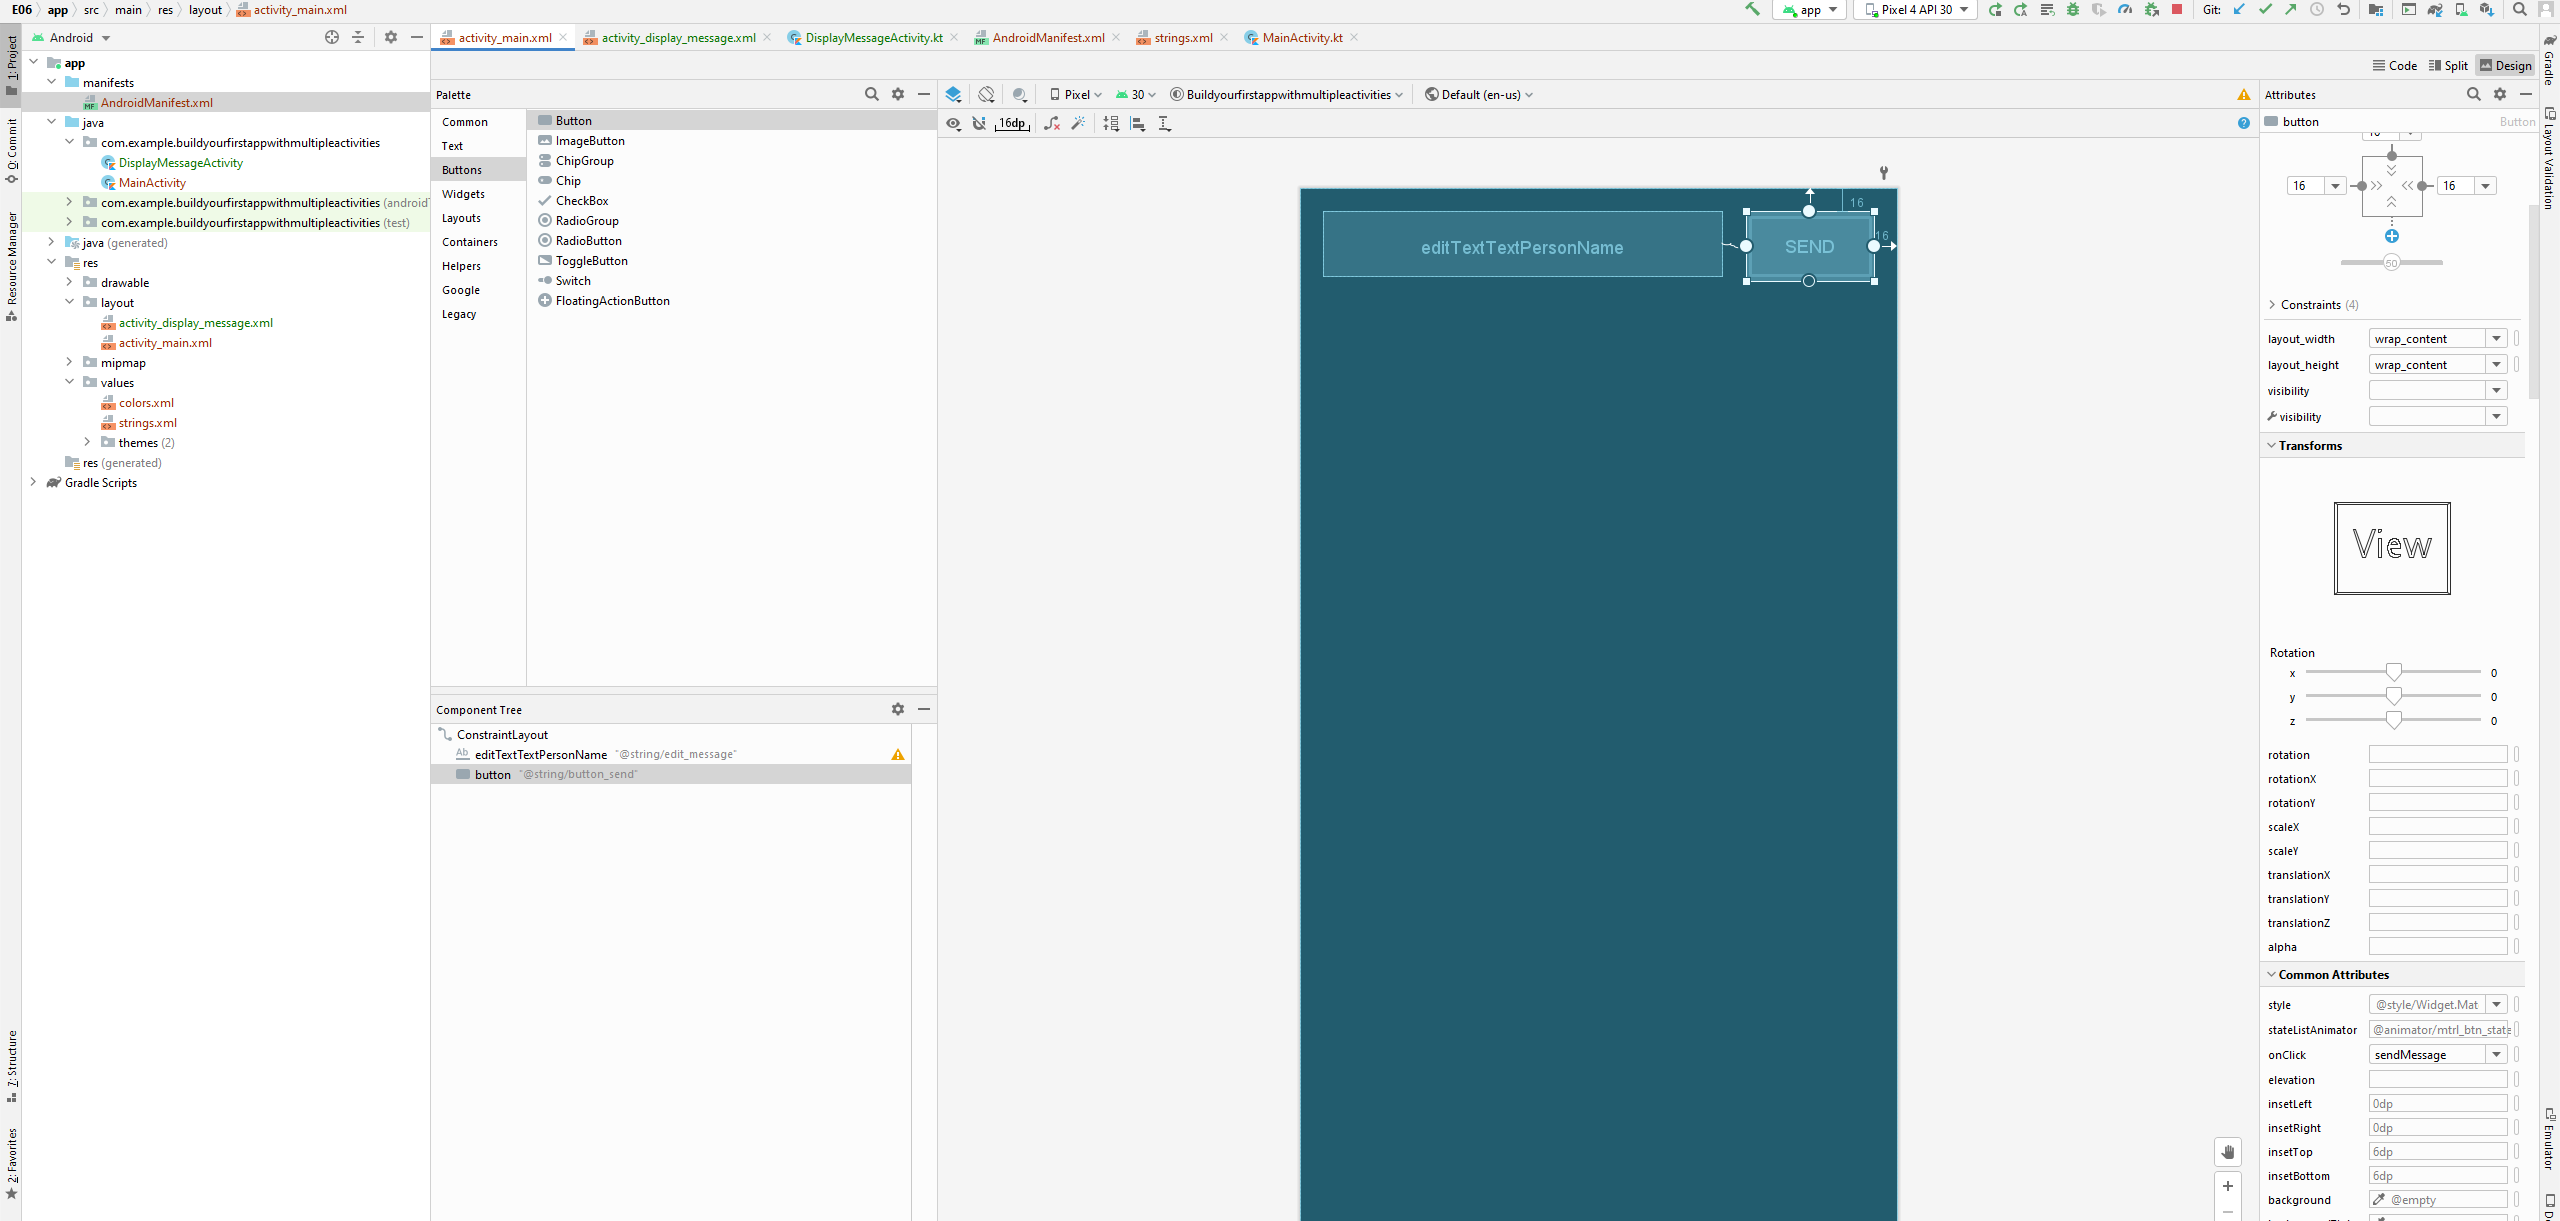 E06 app src main res layout activity_main.xml
app Pixel 4 API 30 Git:
Android
activity_main.xml activity_display_message.xml DisplayMessageActivity.kt AndroidManifest.xml strings.xml MainActivity.kt
Code Split Design
1: Project
0: Commit
Resource Manager
7: Structure
2: Favorites
app
manifests
AndroidManifest.xml
java
com.example.buildyourfirstappwithmultipleactivities
DisplayMessageActivity
MainActivity
com.example.buildyourfirstappwithmultipleactivities
com.example.buildyourfirstappwithmultipleactivities (test)
java (generated)
res
drawable
layout
activity_display_message.xml
activity_main.xml
mipmap
values
colors.xml
strings.xml
themes (2)
res (generated)
Gradle Scripts
Palette
Common
Text
Buttons
Widgets
Layouts
Containers
Helpers
Google
Legacy
Button
ImageButton
ChipGroup
Chip
CheckBox
RadioGroup
RadioButton
ToggleButton
Switch
FloatingActionButton
Component Tree
ConstraintLayout
Ab editTextTextPersonName "@string/edit_message"
button "@string/button_send"
Pixel 30 Buildyourfirstappwithmultipleactivities Default (en-us)
16dp
16
16
editTextTextPersonName
SEND
Attributes
button Button
16 16
50
Constraints (4)
layout_width wrap_content
layout_height wrap_content
visibility
visibility
Transforms
View
Rotation
x 0
y 0
z 0
rotation
rotationX
rotationY
scaleX
scaleY
translationX
translationY
translationZ
alpha
Common Attributes
style @style/Widget.Mat
stateListAnimator @animator/mtrl_btn_state
onClick sendMessage
elevation
insetLeft 0dp
insetRight 0dp
insetTop 6dp
insetBottom 6dp
background @empty
Gradle
Layout Validation
Emulator